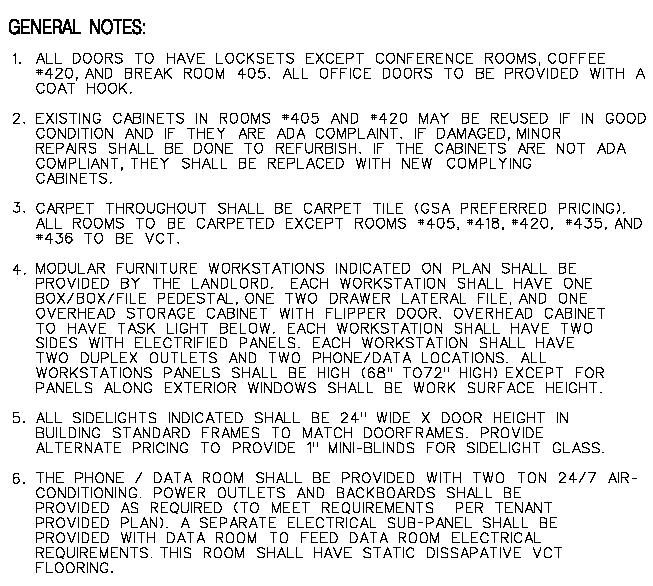 GENERAL NOTES:
1. ALL DOORS TO HAVE LOCKSETS EXCEPT CONFERENCE ROOMS, COFFEE
#420, AND BREAK ROOM 405. ALL OFFICE DOORS TO BE PROVIDED WITH A
COAT HOOK.
2. EXISTING CABINETS IN ROOMS #405 AND #420 MAY BE REUSED IF IN GOOD
CONDITION AND IF THEY ARE ADA COMPLAINT. IF DAMAGED, MINOR
REPAIRS SHALL BE DONE TO REFURBISH. IF THE CABINETS ARE NOT ADA
COMPLIANT, THEY SHALL BE REPLACED WITH NEW COMPLYING
CABINETS.
3. CARPET THROUGHOUT SHALL BE CARPET TILE (GSA PREFERRED PRICING).
ALL ROOMS TO BE CARPETED EXCEPT ROOMS #405, #418, #420, #435, AND
#436 TO BE VCT.
4. MODULAR FURNITURE WORKSTATIONS INDICATED ON PLAN SHALL BE
PROVIDED BY THE LANDLORD. EACH WORKSTATION SHALL HAVE ONE
BOX/BOX/FILE PEDESTAL, ONE TWO DRAWER LATERAL FILE, AND ONE
OVERHEAD STORAGE CABINET WITH FLIPPER DOOR. OVERHEAD CABINET
TO HAVE TASK LIGHT BELOW. EACH WORKSTATION SHALL HAVE TWO
SIDES WITH ELECTRIFIED PANELS. EACH WORKSTATION SHALL HAVE
TWO DUPLEX OUTLETS AND TWO PHONE/DATA LOCATIONS. ALL
WORKSTATIONS PANELS SHALL BE HIGH (68" TO72" HIGH) EXCEPT FOR
PANELS ALONG EXTERIOR WINDOWS SHALL BE WORK SURFACE HEIGHT.
5. ALL SIDELIGHTS INDICATED SHALL BE 24" WIDE X DOOR HEIGHT IN
BUILDING STANDARD FRAMES TO MATCH DOORFRAMES. PROVIDE
ALTERNATE PRICING TO PROVIDE 1" MINI-BLINDS FOR SIDELIGHT GLASS.
6. THE PHONE / DATA ROOM SHALL BE PROVIDED WITH TWO TON 24/7 AIR-
CONDITIONING. POWER OUTLETS AND BACKBOARDS SHALL BE
PROVIDED AS REQUIRED (TO MEET REQUIREMENTS PER TENANT
PROVIDED PLAN). A SEPARATE ELECTRICAL SUB-PANEL SHALL BE
PROVIDED WITH DATA ROOM TO FEED DATA ROOM ELECTRICAL
REQUIREMENTS. THIS ROOM SHALL HAVE STATIC DISSAPATIVE VCT
FLOORING.